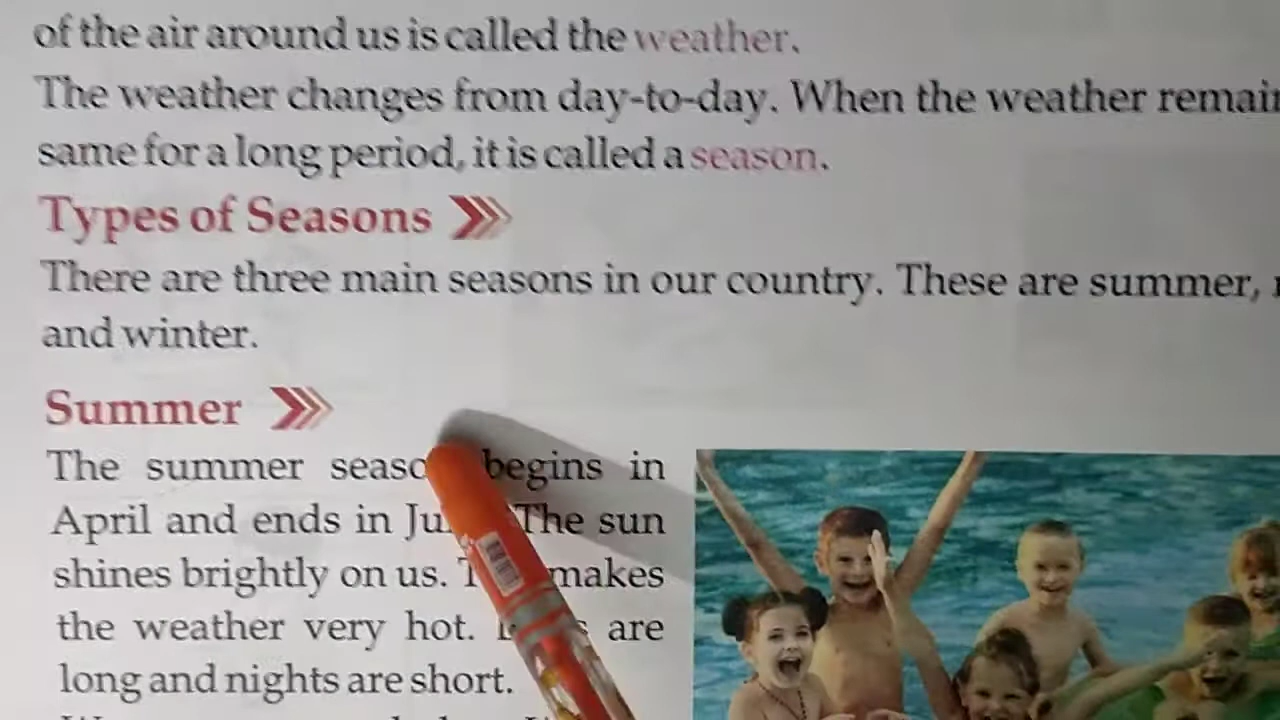 of the air around us is called the weather.
The weather changes from day-to-day. When the weather remain
same for a long period, it is called a season.
Types of Seasons
There are three main seasons in our country. These are summer,
and winter.
Summer
The summer season begins in
April and ends in The sun
shines brightly on us. makes
the weather very hot. are
long and nights are short.